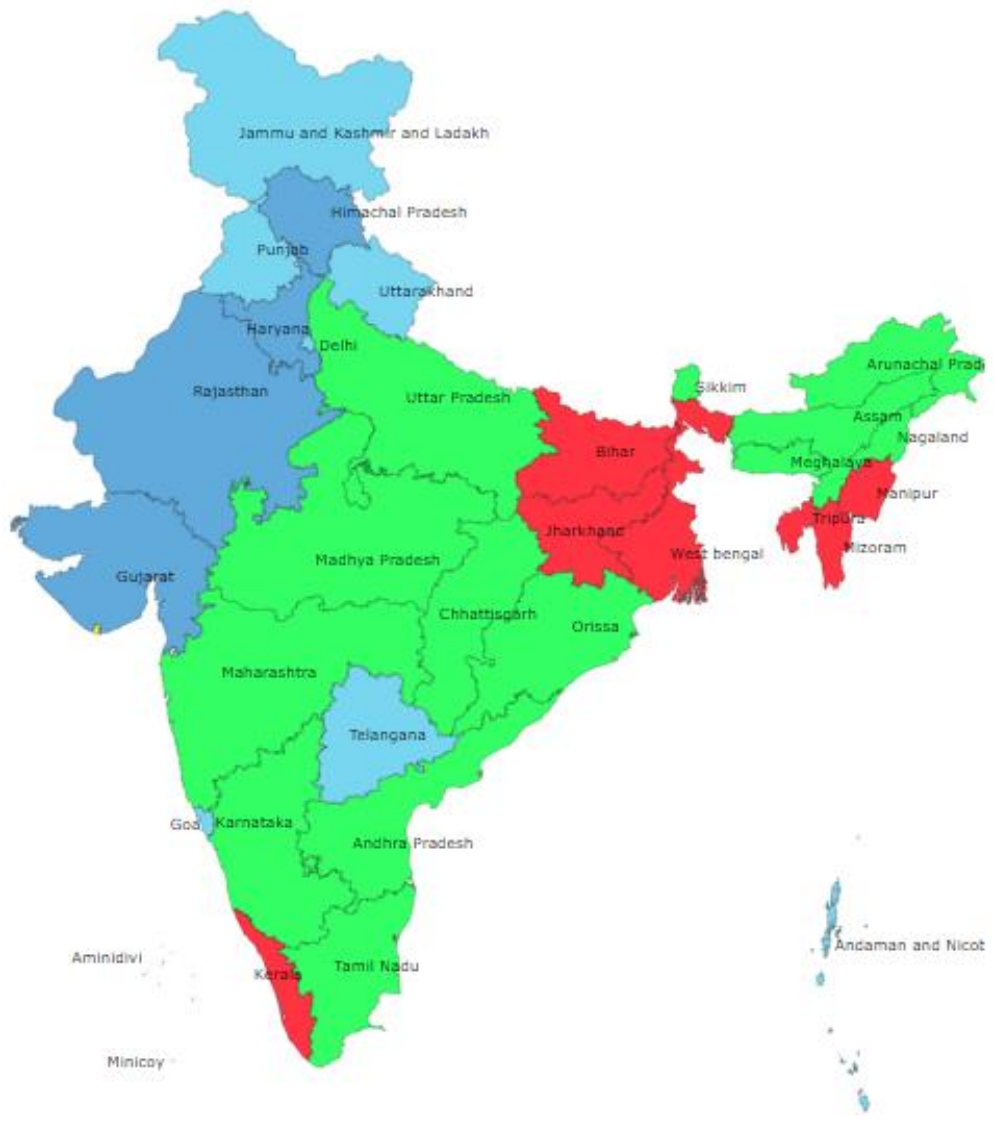 Jammu and Kashmir and Ladakh
Himachal Pradesh
Punjab
Uttarakhand
Haryana
Delhi
Rajasthan
Uttar Pradesh
Sikkim
Arunachal Prad
Assam
Nagaland
Bihar
Meghalaya
Manipur
Tripura
Jharkhand
Mizoram
West bengal
Madhya Pradesh
Gujarat
Chhattisgarh
Orissa
Maharashtra
Telangana
Goa
Karnataka
Andhra Pradesh
Andaman and Nicot
Aminidivi
Tamil Nadu
Kerala
Minicoy